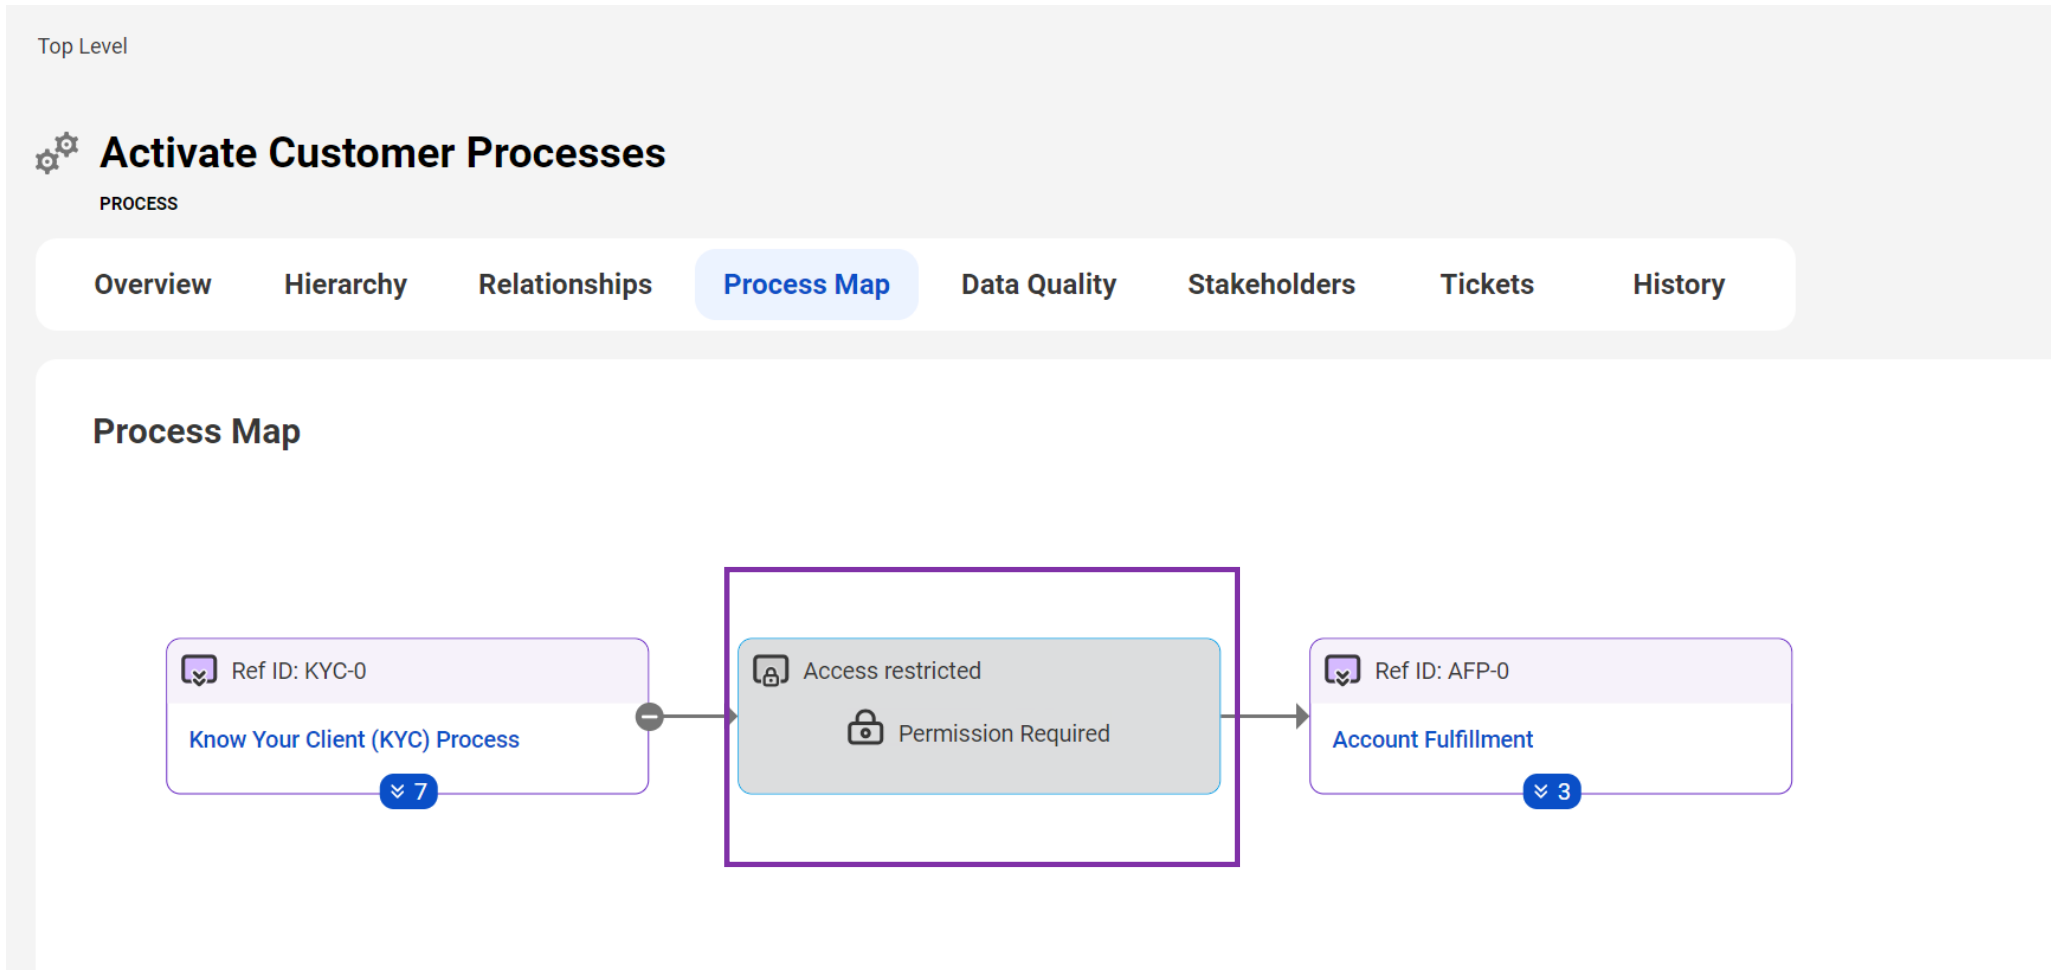 Top Level
Activate Customer Processes
PROCESS
Overview Hierarchy Relationships Process Map Data Quality Stakeholders Tickets History
Process Map
Ref ID: KYC-0
Know Your Client (KYC) Process
7
Access restricted
Permission Required
Ref ID: AFP-0
Account Fulfillment
3